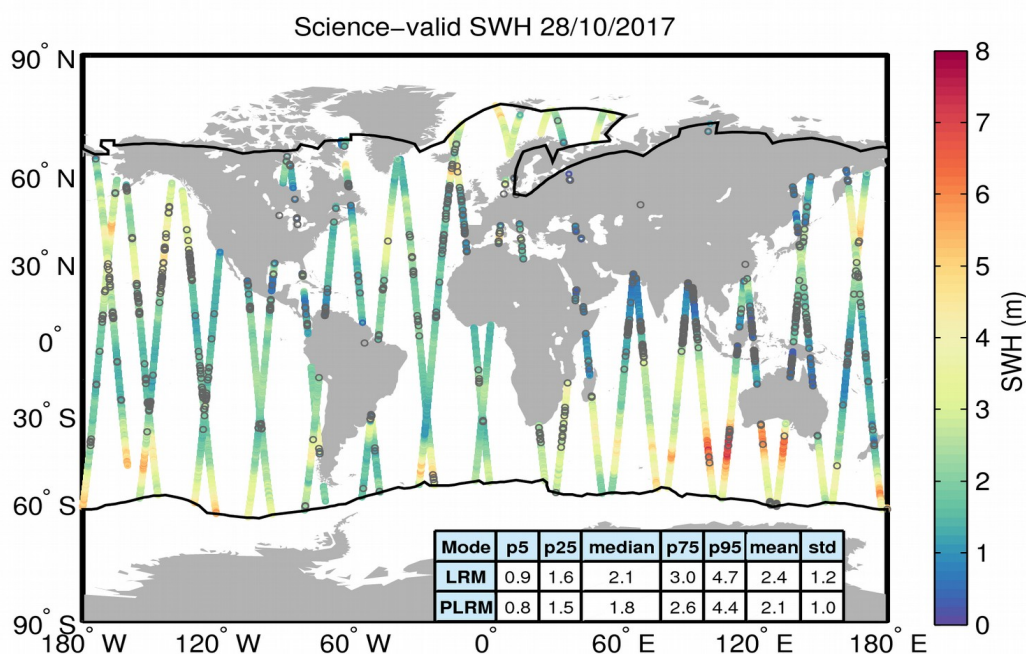 Science−valid SWH 28/10/2017
90° N
60° N
30° N
0°
30° S
60° S
90° S
180° W
120° W
60° W
0°
60° E
120° E
180° E
8
7
6
5
4
3
2
1
0
SWH (m)
Mode p5 p25 median p75 p95 mean std
LRM 0.9 1.6 2.1 3.0 4.7 2.4 1.2
PLRM 0.8 1.5 1.8 2.6 4.4 2.1 1.0